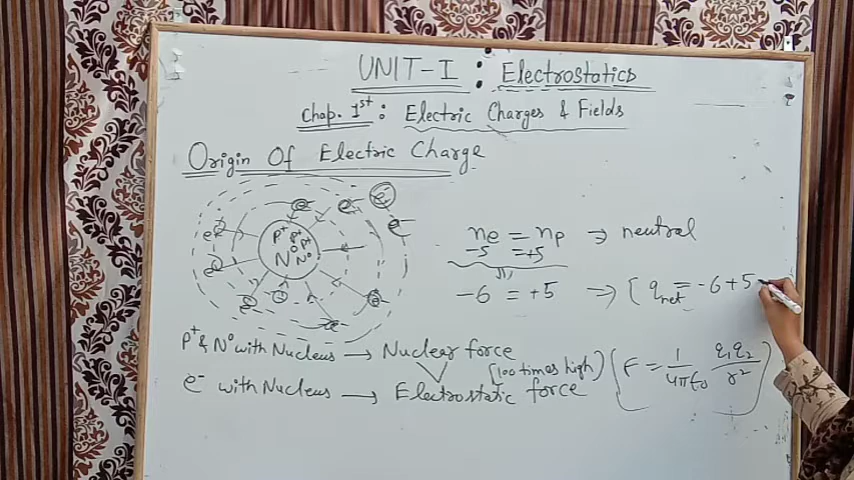 UNIT-I : Electrostatics
Chap. 1st : Electric Charges & Fields
Origin Of Electric Charge
e- e- e- e-
P+ P+ P+ N° N°
e- e- e- e- e-
ne = np → neutral
-5 = +5
-6 = +5 → [ qnet = -6+5
P+ & N° with Nucleus → Nuclear force
(100 times high)
e- with Nucleus → Electrostatic force
[ F = 1/4πε0 q1q2/r² ]